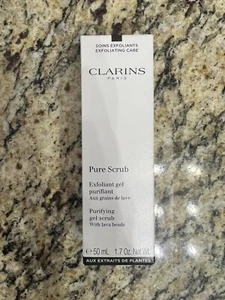 SOINS EXFOLIANTS
EXFOLIATING CARE
CLARINS
PARIS
Pure Scrub
Exfoliant gel
purifiant
Aux grains de lave
Purifying
gel scrub
With lava beads
e 50 mL 1.7 Oz. Net Wt.
AUX EXTRAITS DE PLANTES